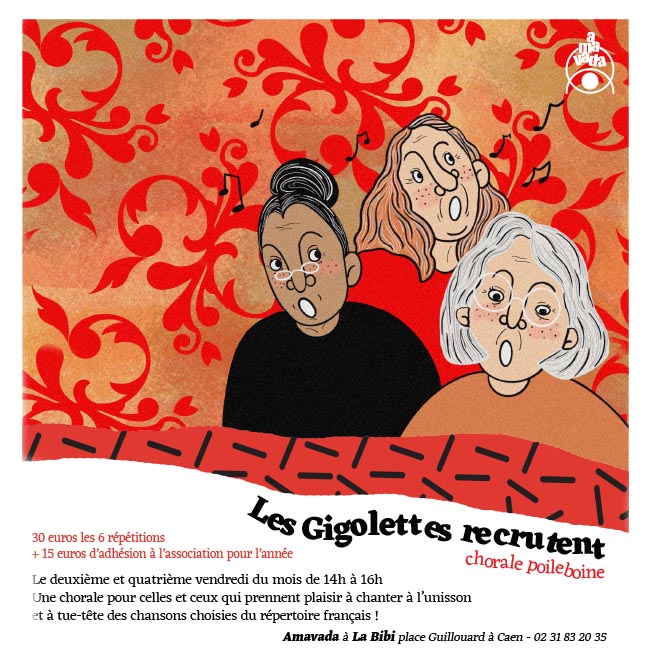 a
ma
vada
Les Gigolettes recrutent
chorale poileboine
30 euros les 6 répétitions
+ 15 euros d'adhésion à l'association pour l'année
Le deuxième et quatrième vendredi du mois de 14h à 16h
Une chorale pour celles et ceux qui prennent plaisir à chanter à l'unisson
et à tue-tête des chansons choisies du répertoire français !
Amavada à La Bibi place Guillouard à Caen - 02 31 83 20 35